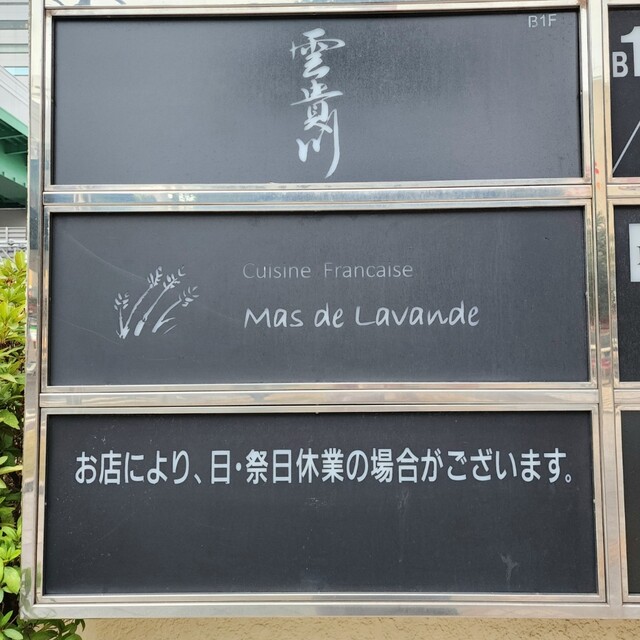 B1F
雲貴川
Cuisine Francaise
Mas de Lavande
お店により、日・祭日休業の場合がございます。
B1